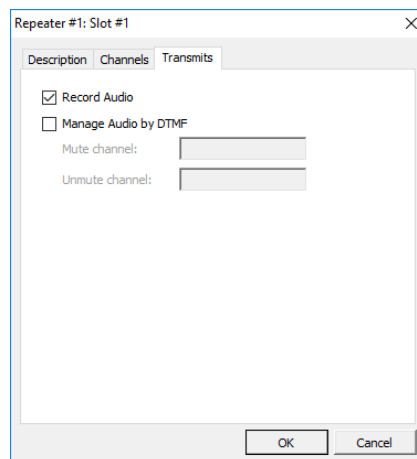 Repeater #1: Slot #1
Description Channels Transmits
Record Audio
Manage Audio by DTMF
Mute channel:
Unmute channel:
OK Cancel